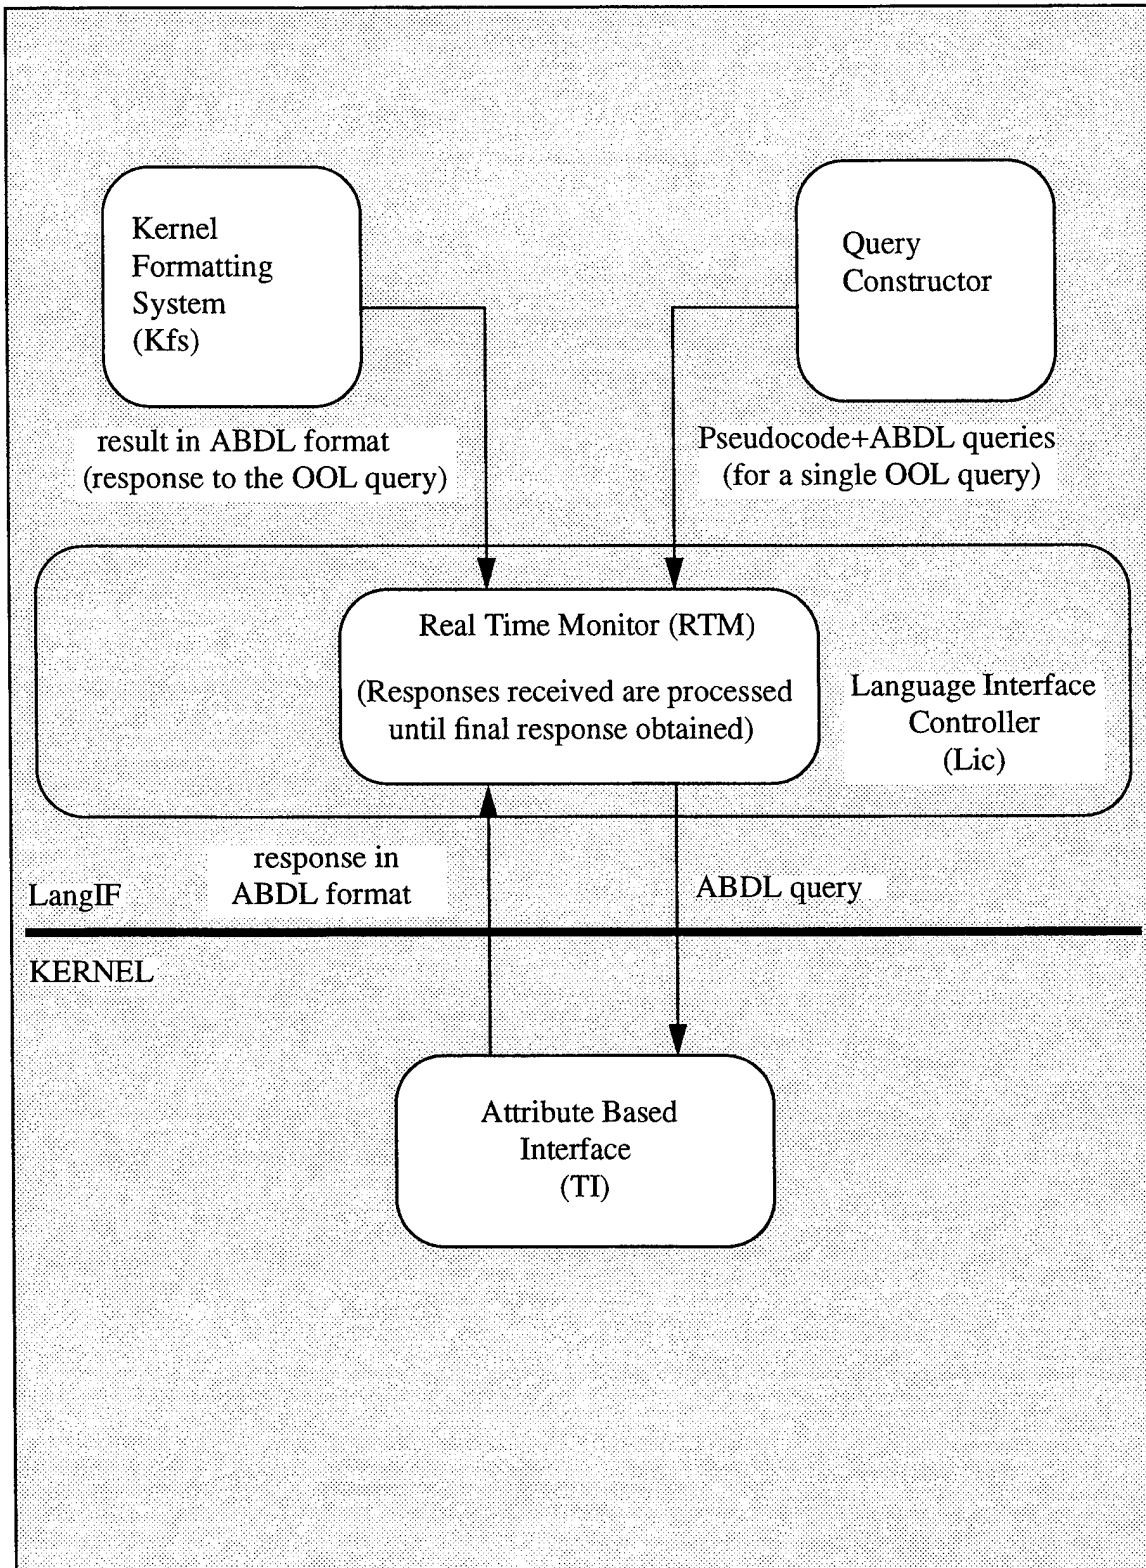 Kernel
Formatting
System
(Kfs)
Query
Constructor
result in ABDL format
(response to the OOL query)
Pseudocode+ABDL queries
(for a single OOL query)
Real Time Monitor (RTM)
(Responses received are processed
until final response obtained)
Language Interface
Controller
(Lic)
response in
ABDL format
ABDL query
LangIF
KERNEL
Attribute Based
Interface
(TI)